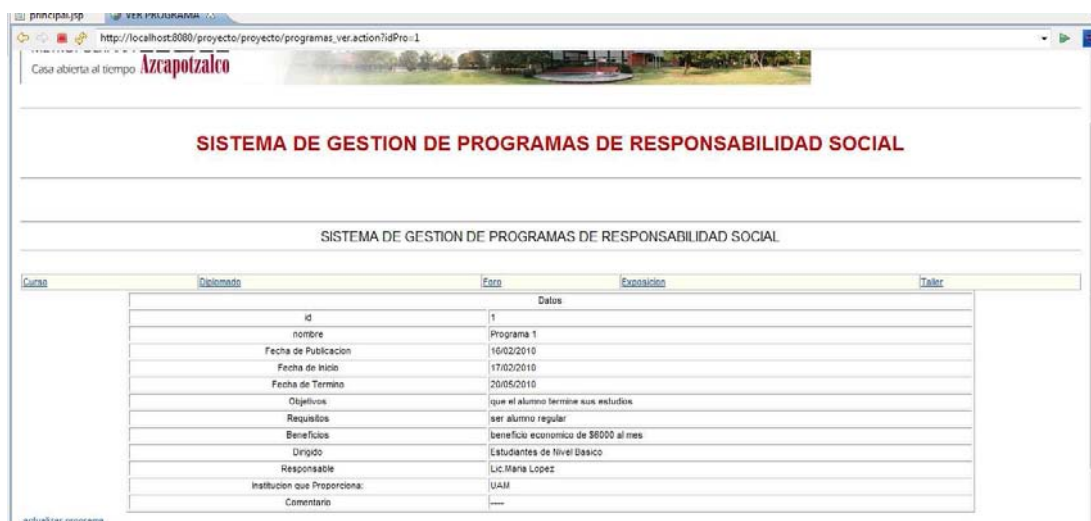 principal.jsp VER PROGRAMA
http://localhost:8080/proyecto/proyecto/programas_ver.action?idPro=1
Casa abierta al tiempo Azcapotzalco
SISTEMA DE GESTION DE PROGRAMAS DE RESPONSABILIDAD SOCIAL
SISTEMA DE GESTION DE PROGRAMAS DE RESPONSABILIDAD SOCIAL
Curso Diplomado Foro Exposicion Taller
Datos
id 1
nombre Programa 1
Fecha de Publicacion 16/02/2010
Fecha de Inicio 17/02/2010
Fecha de Termino 20/05/2010
Objetivos que el alumno termine sus estudios
Requisitos ser alumno regular
Beneficios beneficio economico de $6000 al mes
Dirigido Estudiantes de Nivel Basico
Responsable Lic.Maria Lopez
Institucion que Proporciona: UAM
Comentario ----
actualizar programa